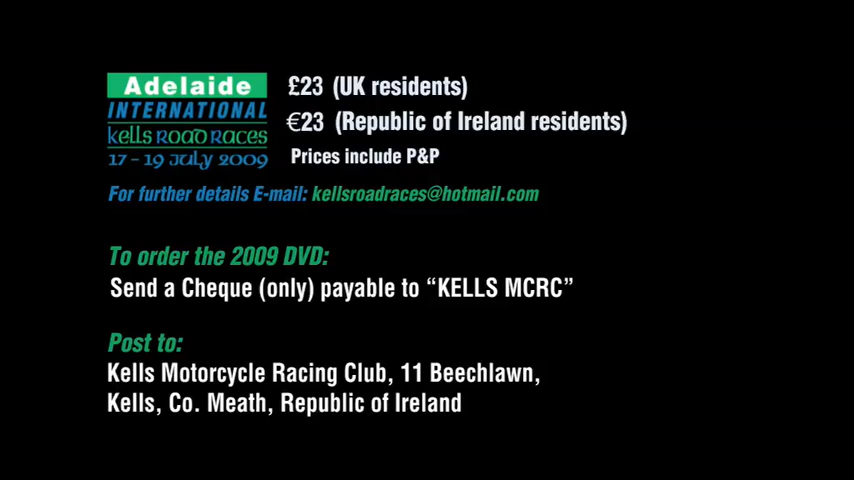 Adelaide
INTERNATIONAL
kells ROAD RACES
17 - 19 JULY 2009
£23 (UK residents)
€23 (Republic of Ireland residents)
Prices include P&P
For further details E-mail: kellsroadraces@hotmail.com
To order the 2009 DVD:
Send a Cheque (only) payable to “KELLS MCRC”
Post to:
Kells Motorcycle Racing Club, 11 Beechlawn,
Kells, Co. Meath, Republic of Ireland